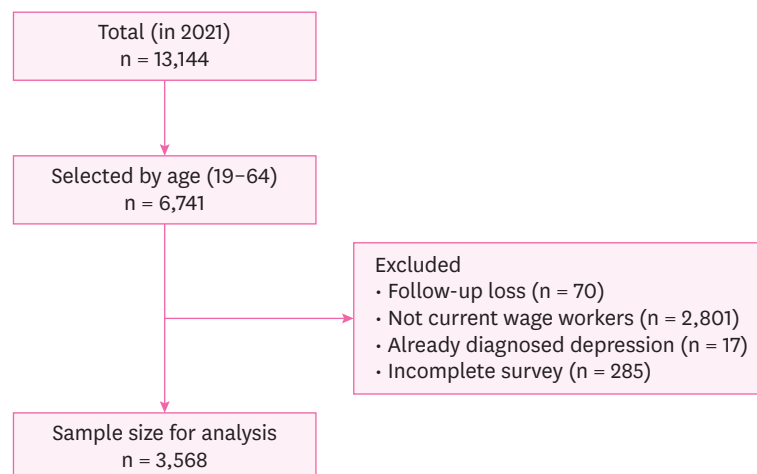 Total (in 2021)
n = 13,144
Selected by age (19–64)
n = 6,741
Excluded
• Follow-up loss (n = 70)
• Not current wage workers (n = 2,801)
• Already diagnosed depression (n = 17)
• Incomplete survey (n = 285)
Sample size for analysis
n = 3,568